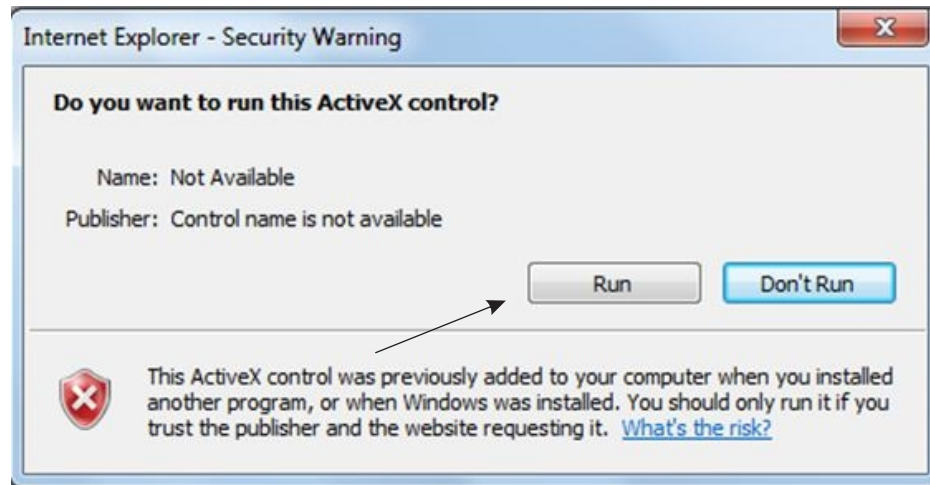 Internet Explorer - Security Warning
Do you want to run this ActiveX control?
Name: Not Available
Publisher: Control name is not available
Run Don't Run
This ActiveX control was previously added to your computer when you installed
another program, or when Windows was installed. You should only run it if you
trust the publisher and the website requesting it. What's the risk?